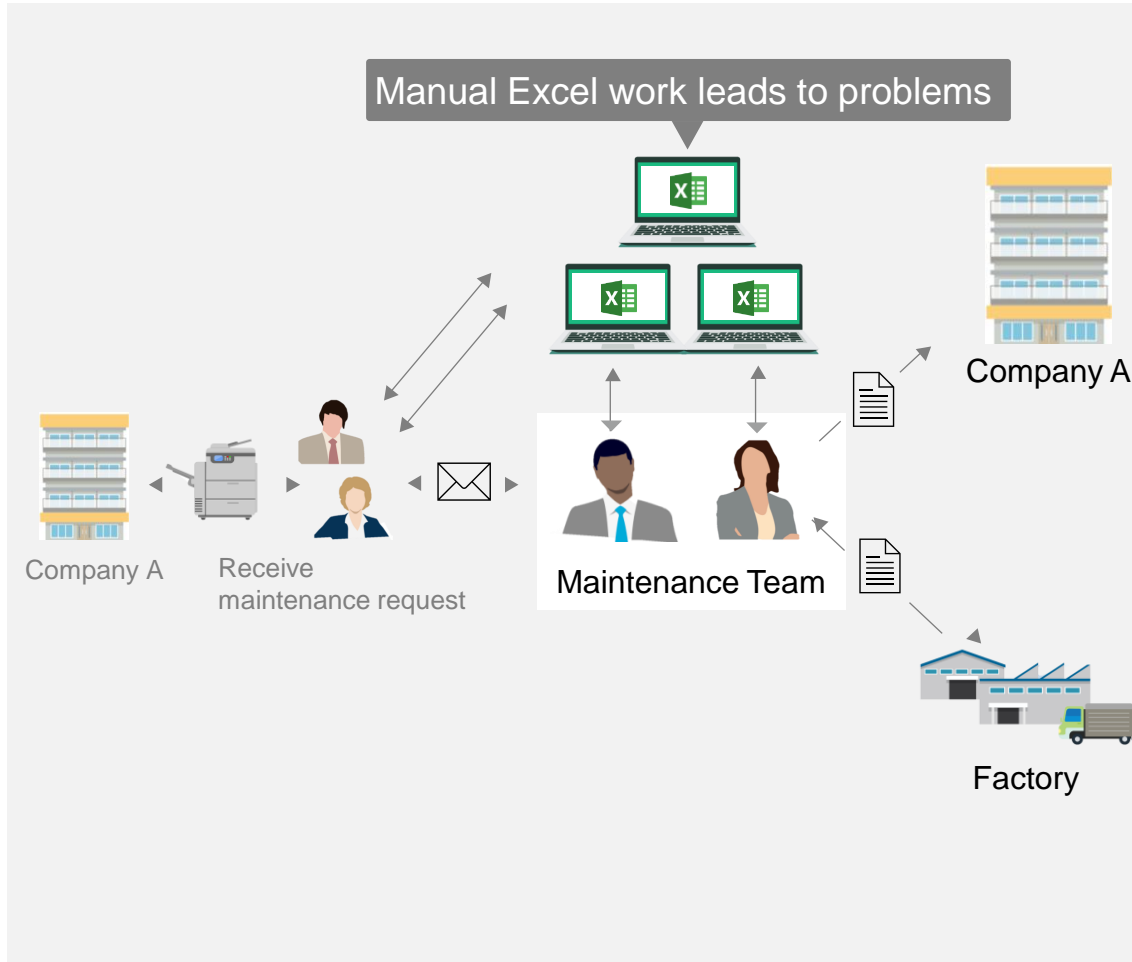 Manual Excel work leads to problems
X
X
X
Company A
Company A
Receive
maintenance request
Maintenance Team
Factory